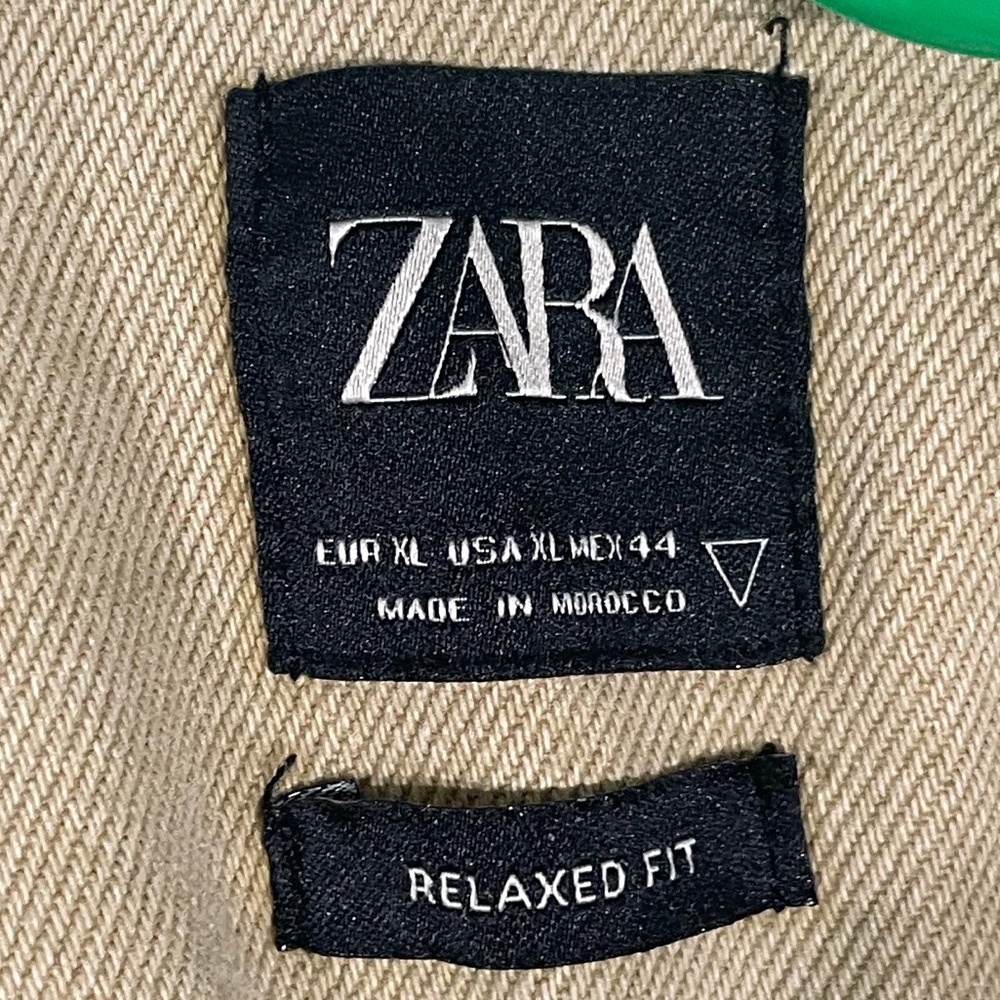 ZARA
EUR XL USA XL MEX 44
MADE IN MOROCCO
RELAXED FIT